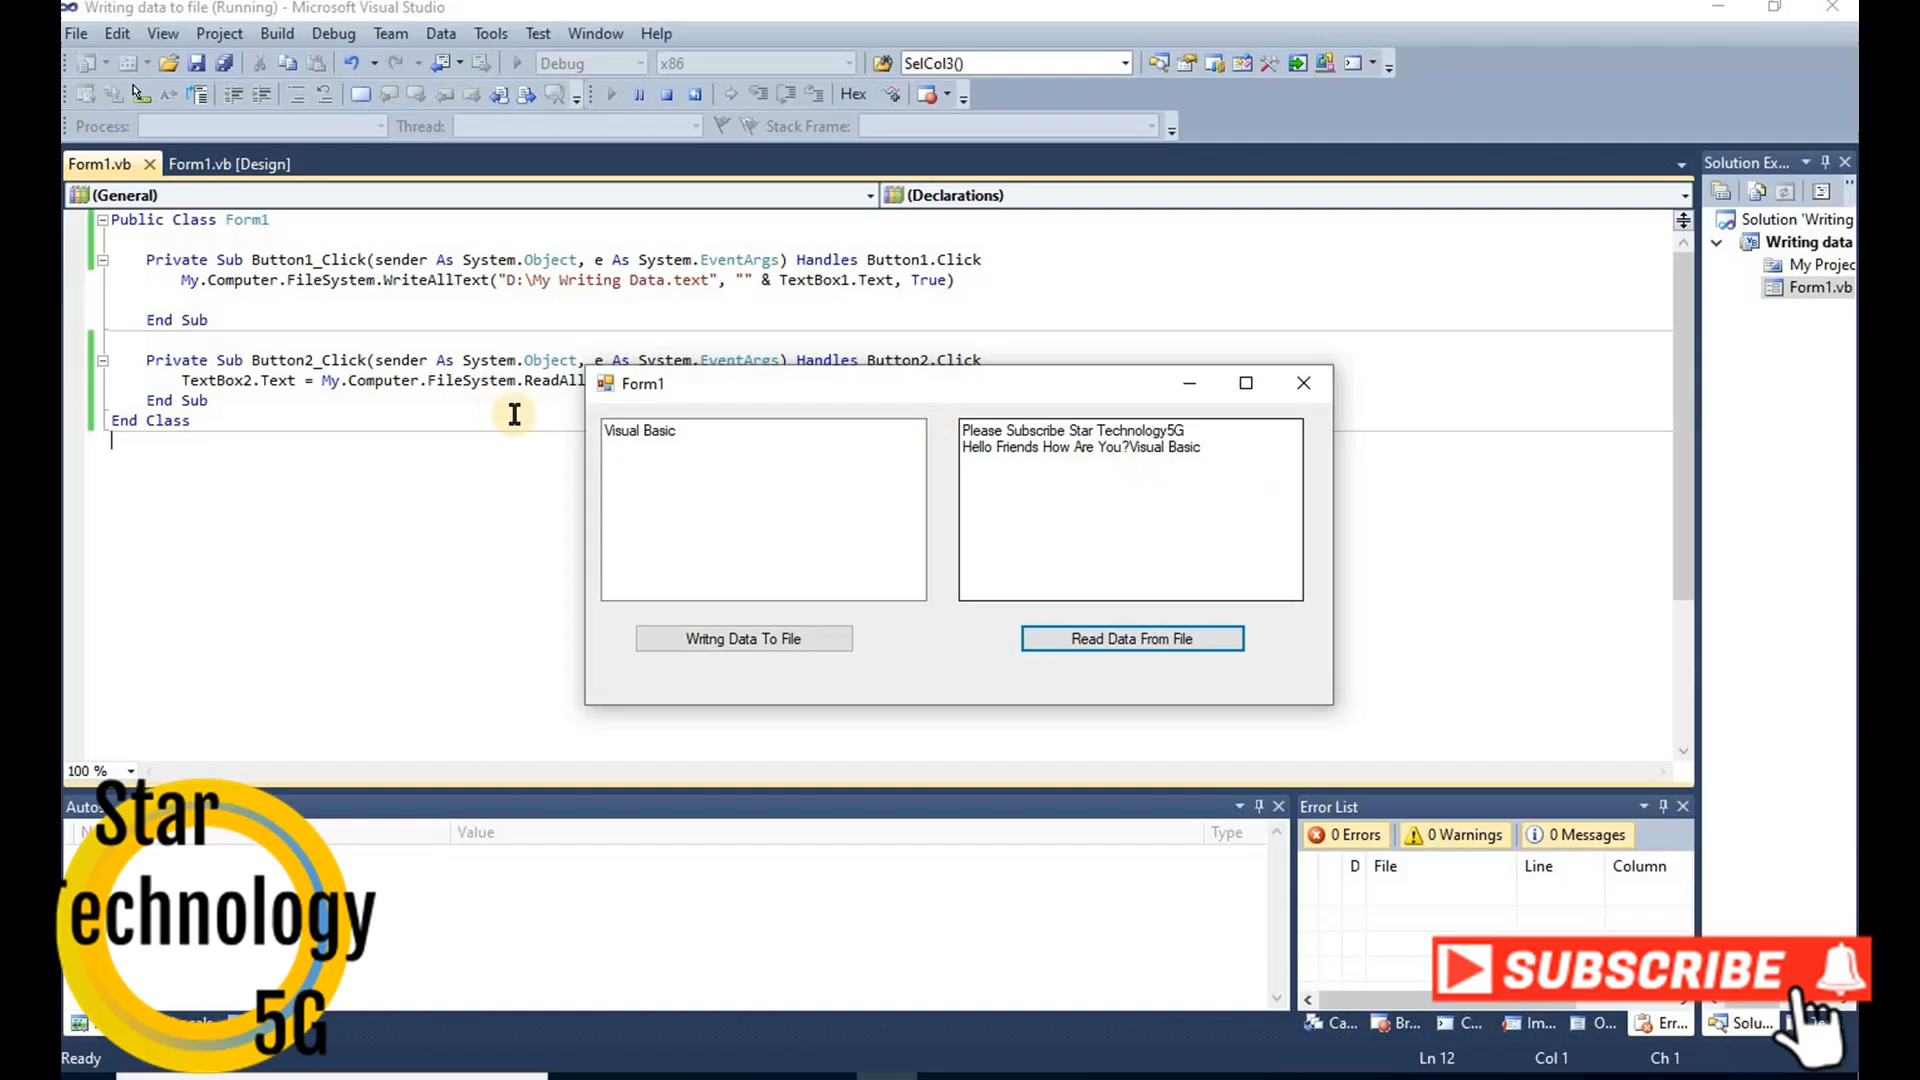 Writing data to file (Running) - Microsoft Visual Studio
File Edit View Project Build Debug Team Data Tools Test Window Help
Debug x86 SelCol3()
Hex
Process: Thread: Stack Frame:
Form1.vb Form1.vb [Design]
Solution Ex...
(General) (Declarations)
Public Class Form1
Solution 'Writing
Writing data
Private Sub Button1_Click(sender As System.Object, e As System.EventArgs) Handles Button1.Click
My Projec
My.Computer.FileSystem.WriteAllText("D:\My Writing Data.text", "" & TextBox1.Text, True)
Form1.vb
End Sub
Private Sub Button2_Click(sender As System.Object, e As System.EventArgs) Handles Button2.Click
TextBox2.Text = My.Computer.FileSystem.ReadAll
End Sub
End Class
Form1
Visual Basic
Please Subscribe Star Technology5G
Hello Friends How Are You?Visual Basic
Writng Data To File
Read Data From File
100 %
Autos
Value Type
Error List
0 Errors 0 Warnings 0 Messages
D File Line Column
Star
Technology
5G
SUBSCRIBE
Ca... Br... C... Im... O... Err... Solu...
Ready Ln 12 Col 1 Ch 1